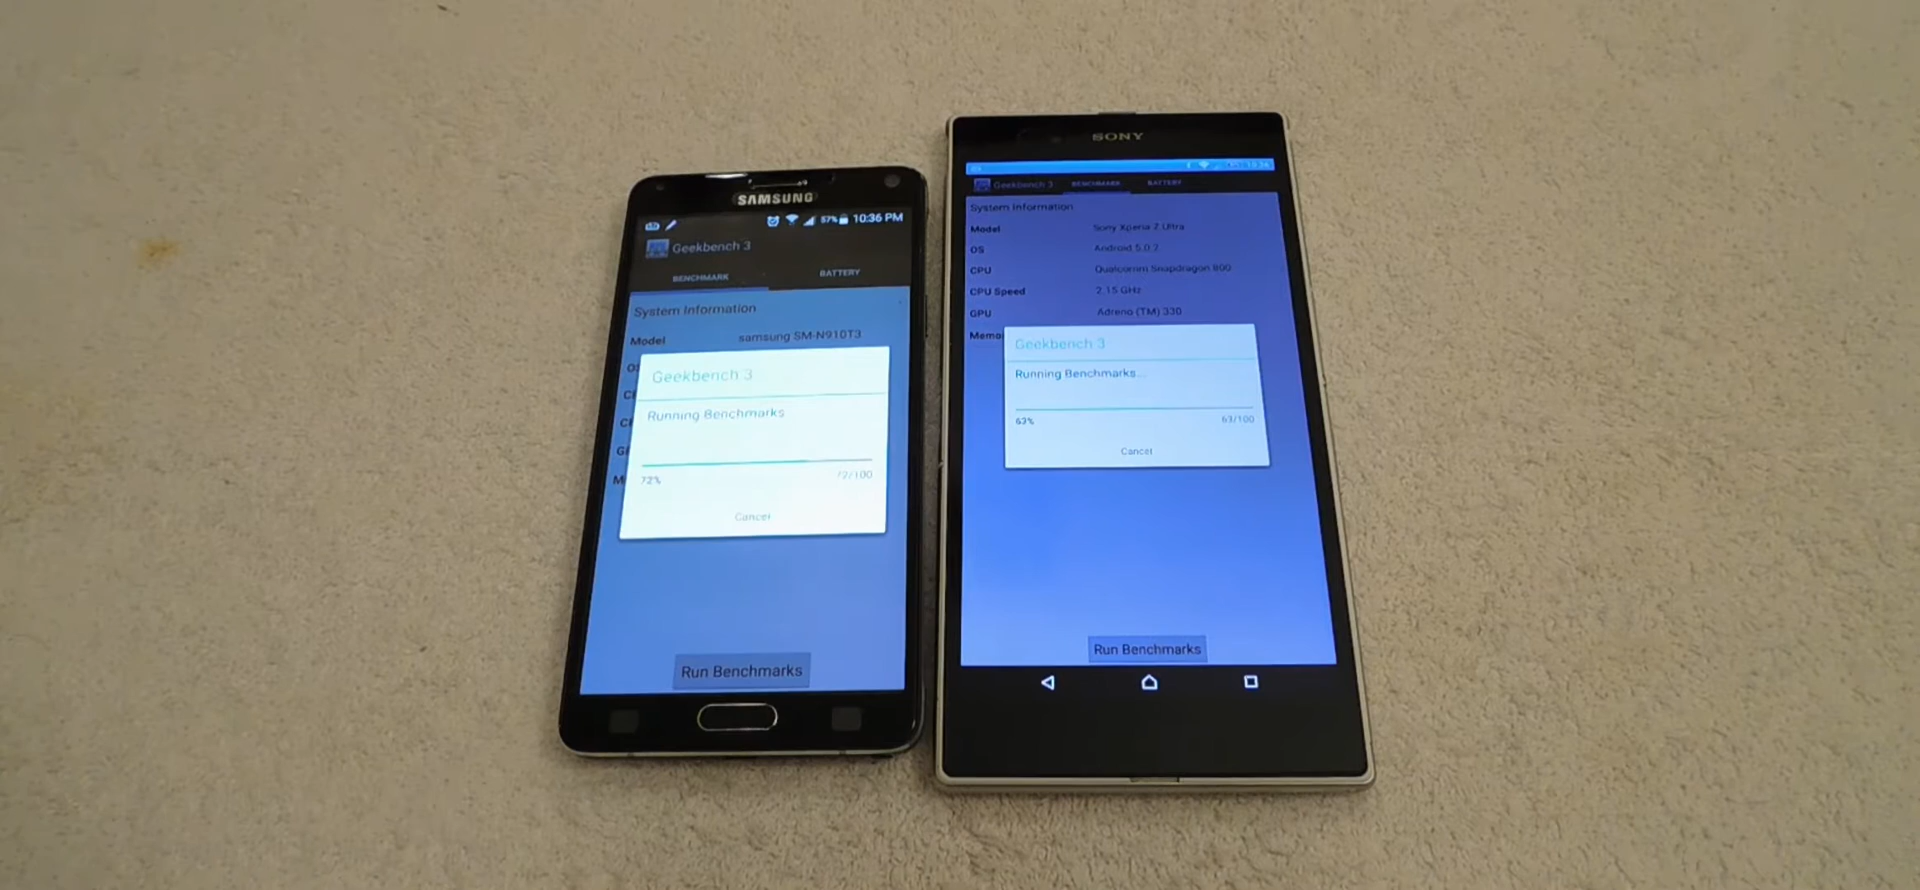 SAMSUNG
57% 10:36 PM
Geekbench 3
BENCHMARK BATTERY
System Information
Model samsung SM-N910T3
Geekbench 3
Running Benchmarks
72% 72/100
Cancel
Run Benchmarks
SONY
Geekbench 3 BENCHMARK BATTERY
System Information
Model Sony Xperia Z Ultra
OS Android 5.0.2
CPU Qualcomm Snapdragon 800
CPU Speed 2.15 GHz
GPU Adreno (TM) 330
Memo
Geekbench 3
Running Benchmarks...
63% 63/100
Cancel
Run Benchmarks